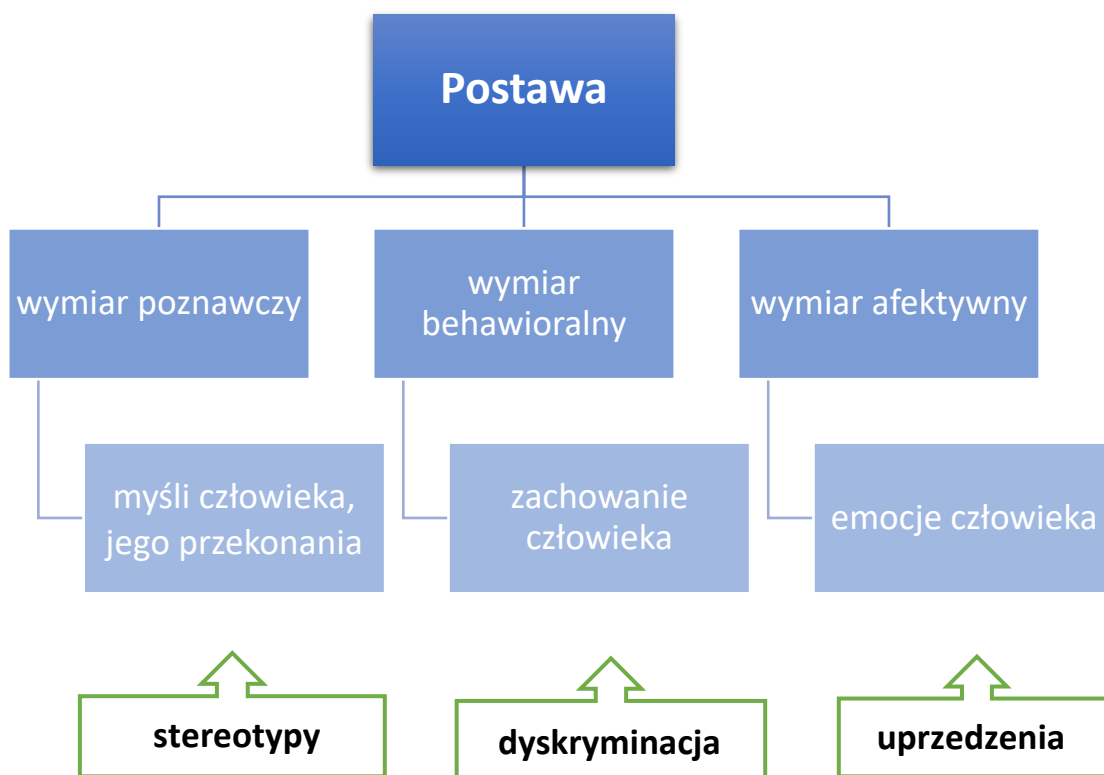 Postawa
wymiar poznawczy
wymiar
behawioralny
wymiar afektywny
myśli człowieka,
jego przekonania
zachowanie
człowieka
emocje człowieka
stereotypy
dyskryminacja
uprzedzenia